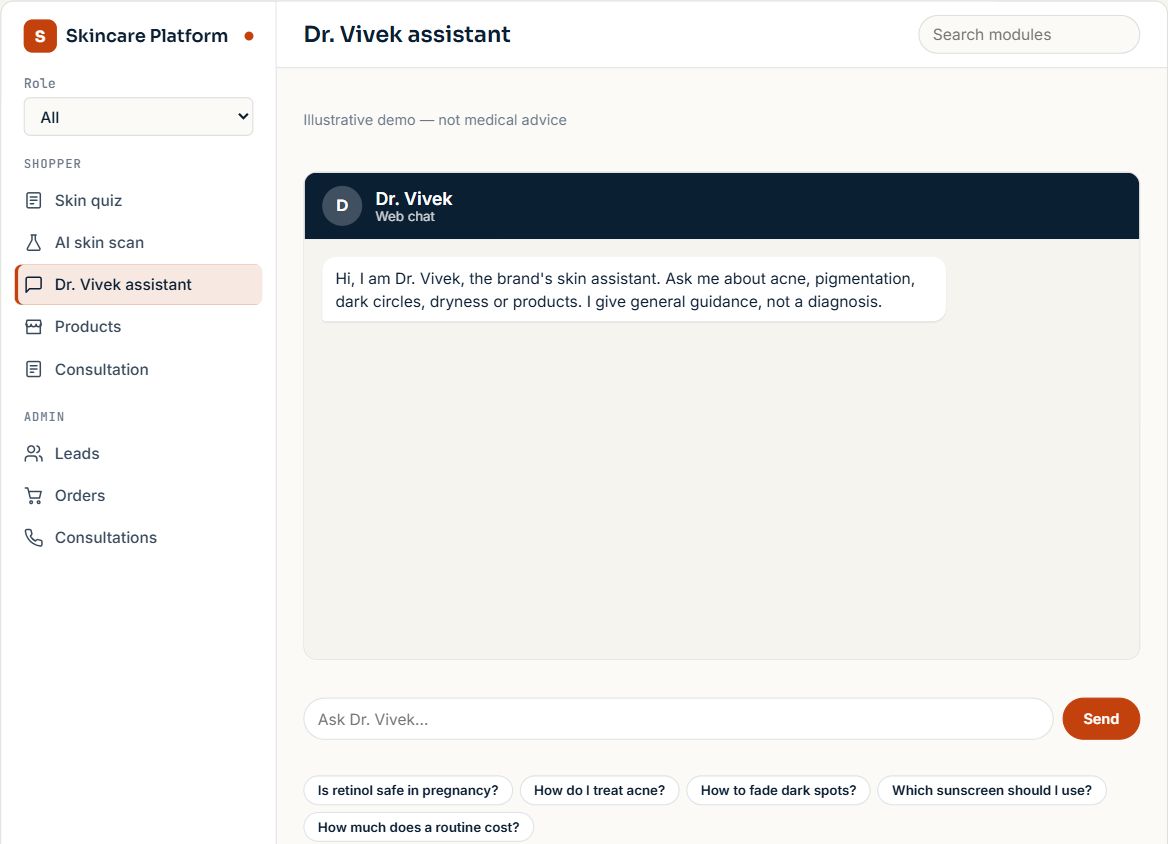 S Skincare Platform
Role
All
SHOPPER
Skin quiz
AI skin scan
Dr. Vivek assistant
Products
Consultation
ADMIN
Leads
Orders
Consultations
Dr. Vivek assistant
Search modules
Illustrative demo — not medical advice
D
Dr. Vivek
Web chat
Hi, I am Dr. Vivek, the brand's skin assistant. Ask me about acne, pigmentation,
dark circles, dryness or products. I give general guidance, not a diagnosis.
Ask Dr. Vivek...
Send
Is retinol safe in pregnancy?
How do I treat acne?
How to fade dark spots?
Which sunscreen should I use?
How much does a routine cost?